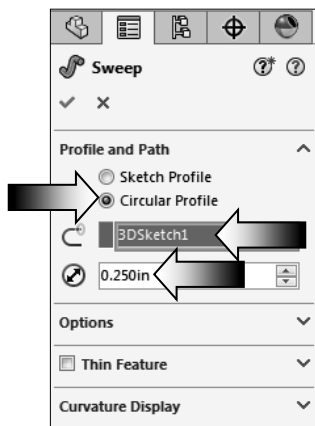 Sweep
Profile and Path
Sketch Profile
Circular Profile
3DSketch1
0.250in
Options
Thin Feature
Curvature Display